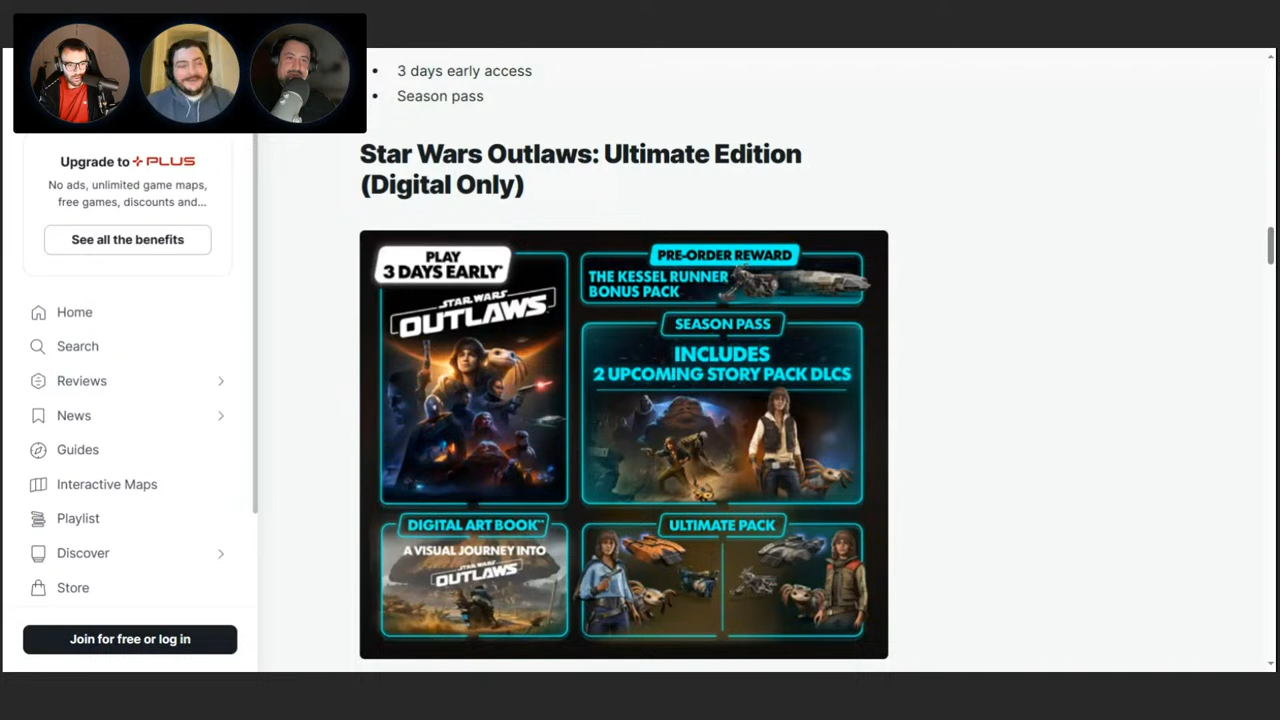 3 days early access
Season pass
Upgrade to PLUS
No ads, unlimited game maps,
free games, discounts and...
See all the benefits
Home
Search
Reviews
News
Guides
Interactive Maps
Playlist
Discover
Store
Join for free or log in
Star Wars Outlaws: Ultimate Edition
(Digital Only)
PLAY
3 DAYS EARLY*
STAR WARS
OUTLAWS
PRE-ORDER REWARD
THE KESSEL RUNNER
BONUS PACK
SEASON PASS
INCLUDES
2 UPCOMING STORY PACK DLCS
DIGITAL ART BOOK**
A VISUAL JOURNEY INTO
STAR WARS
OUTLAWS
ULTIMATE PACK